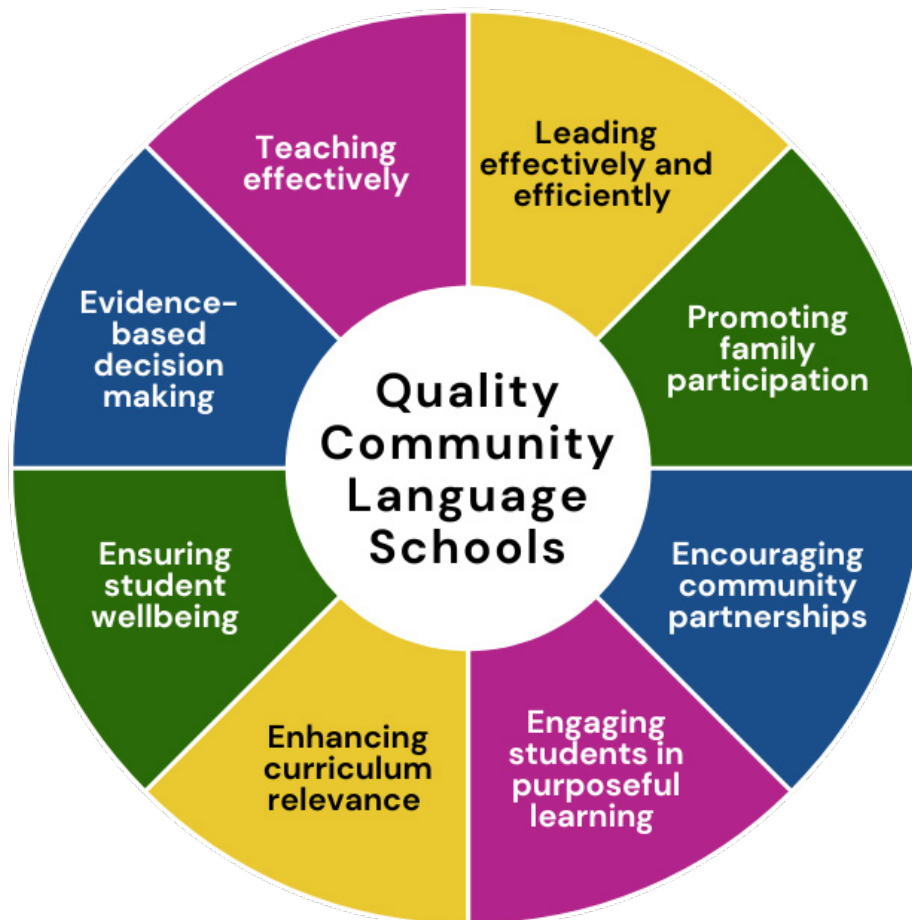 Teaching
effectively
Leading
effectively and
efficiently
Promoting
family
participation
Encouraging
community
partnerships
Engaging
students in
purposeful
learning
Enhancing
curriculum
relevance
Ensuring
student
wellbeing
Evidence-
based
decision
making
Quality
Community
Language
Schools